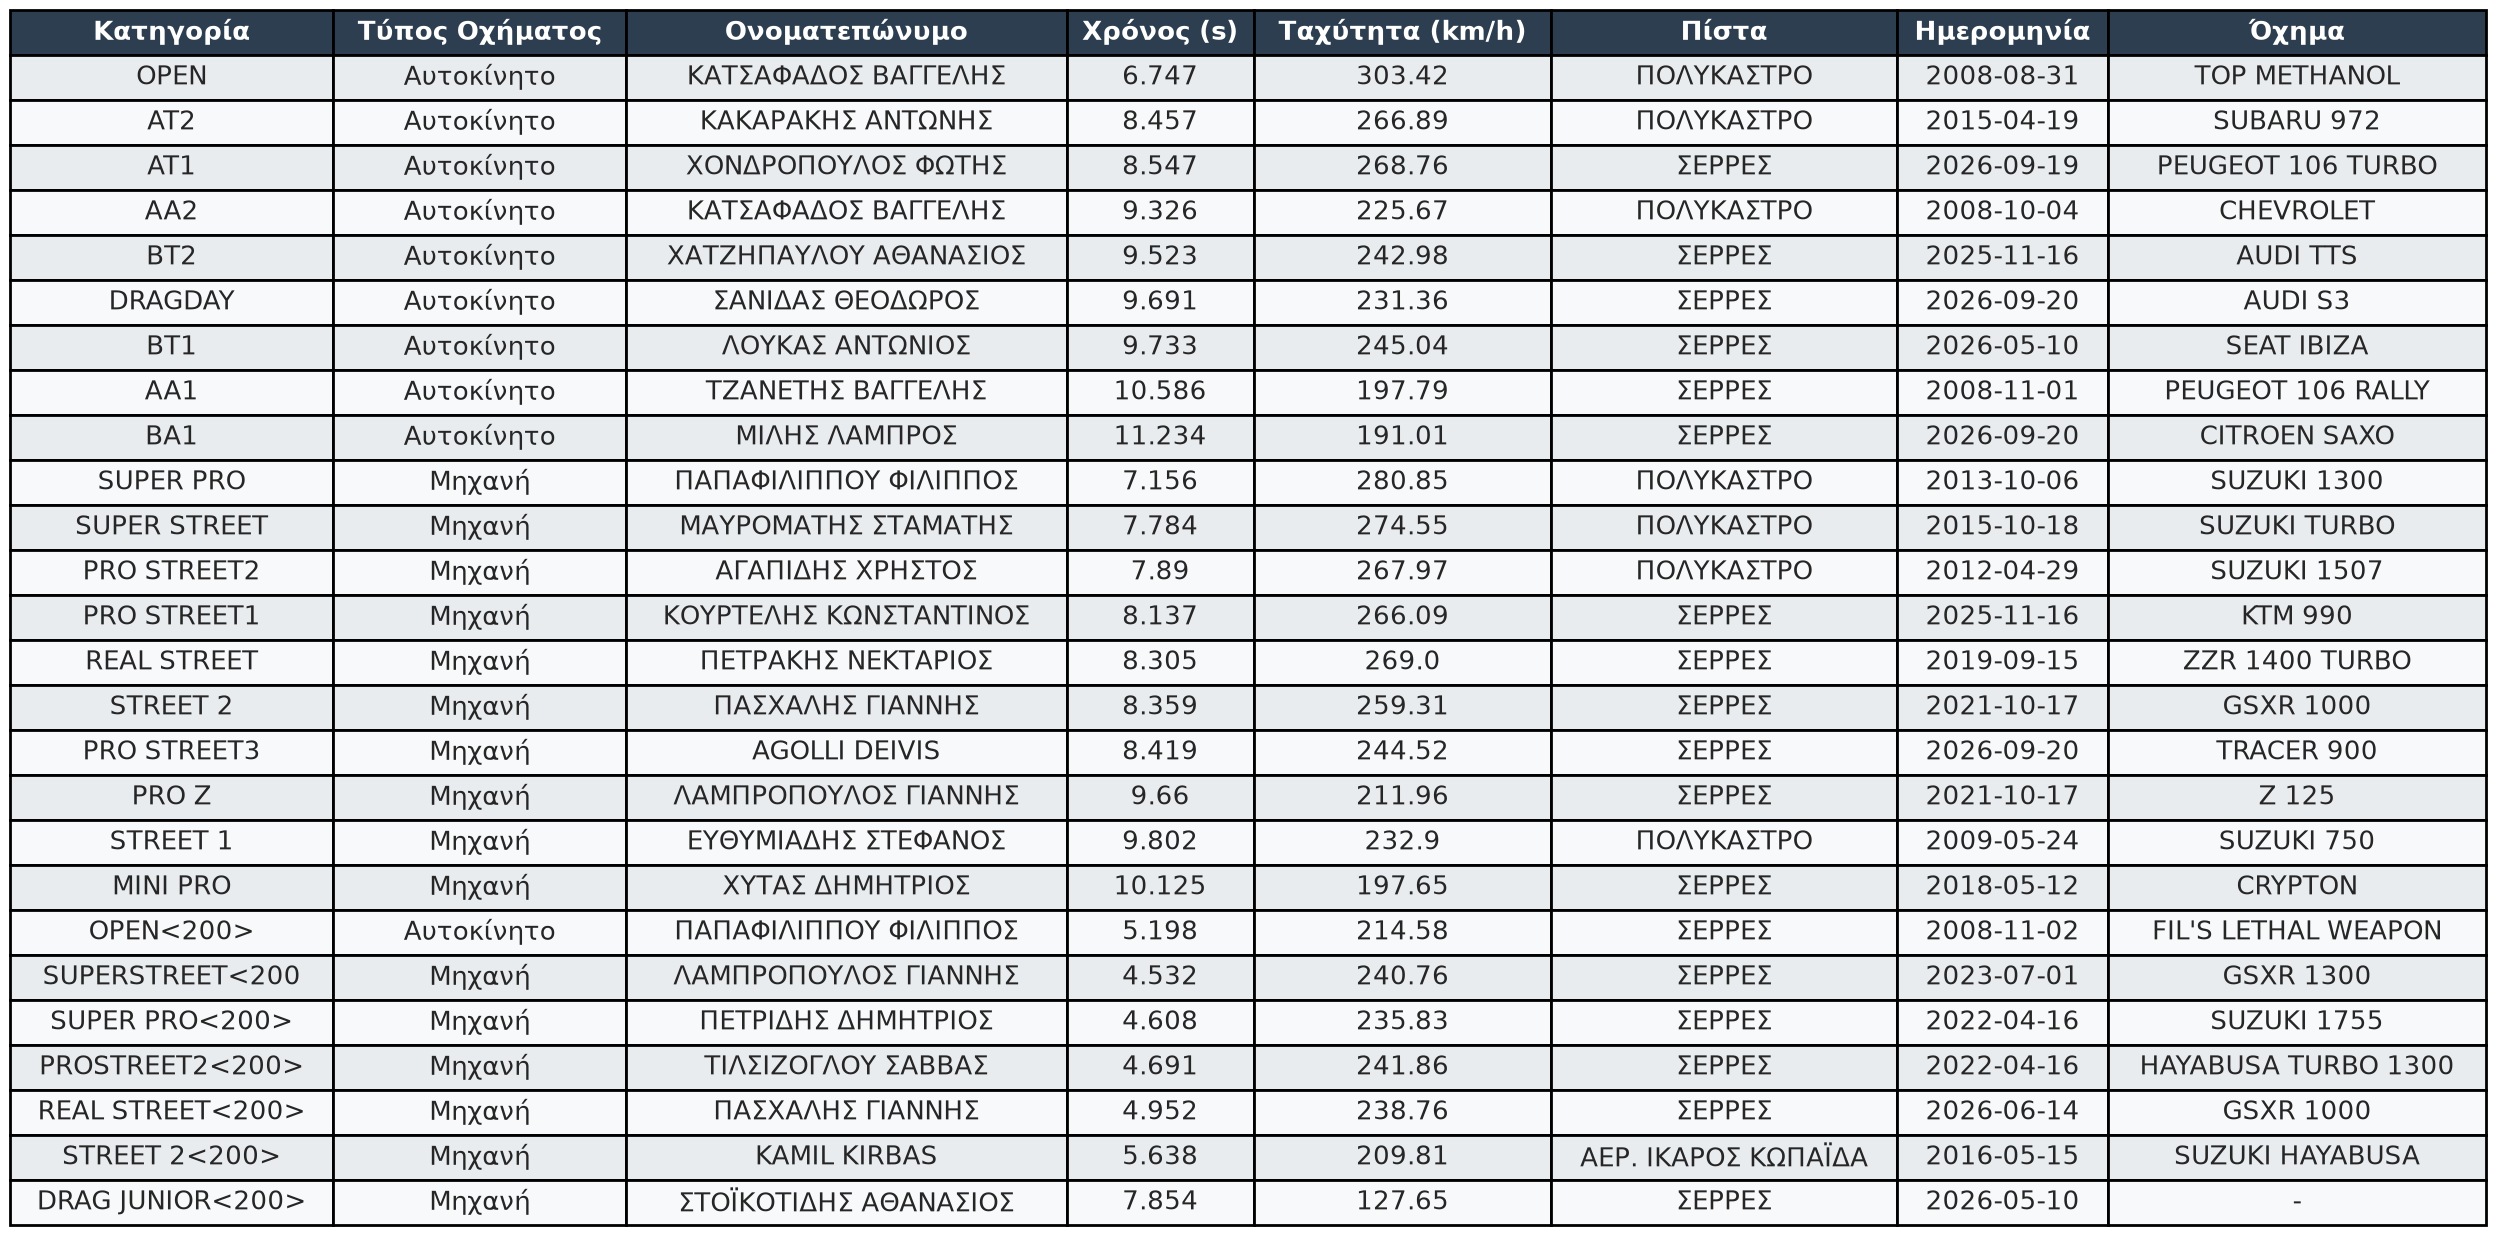 Κατηγορία Τύπος Οχήματος Ονοματεπώνυμο Χρόνος (s) Ταχύτητα (km/h) Πίστα Ημερομηνία Όχημα
OPEN Αυτοκίνητο ΚΑΤΣΑΦΑΔΟΣ ΒΑΓΓΕΛΗΣ 6.747 303.42 ΠΟΛΥΚΑΣΤΡΟ 2008-08-31 TOP METHANOL
AT2 Αυτοκίνητο ΚΑΚΑΡΑΚΗΣ ΑΝΤΩΝΗΣ 8.457 266.89 ΠΟΛΥΚΑΣΤΡΟ 2015-04-19 SUBARU 972
AT1 Αυτοκίνητο ΧΟΝΔΡΟΠΟΥΛΟΣ ΦΩΤΗΣ 8.547 268.76 ΣΕΡΡΕΣ 2026-09-19 PEUGEOT 106 TURBO
AA2 Αυτοκίνητο ΚΑΤΣΑΦΑΔΟΣ ΒΑΓΓΕΛΗΣ 9.326 225.67 ΠΟΛΥΚΑΣΤΡΟ 2008-10-04 CHEVROLET
BT2 Αυτοκίνητο ΧΑΤΖΗΠΑΥΛΟΥ ΑΘΑΝΑΣΙΟΣ 9.523 242.98 ΣΕΡΡΕΣ 2025-11-16 AUDI TTS
DRAGDAY Αυτοκίνητο ΣΑΝΙΔΑΣ ΘΕΟΔΩΡΟΣ 9.691 231.36 ΣΕΡΡΕΣ 2026-09-20 AUDI S3
BT1 Αυτοκίνητο ΛΟΥΚΑΣ ΑΝΤΩΝΙΟΣ 9.733 245.04 ΣΕΡΡΕΣ 2026-05-10 SEAT IBIZA
AA1 Αυτοκίνητο ΤΖΑΝΕΤΗΣ ΒΑΓΓΕΛΗΣ 10.586 197.79 ΣΕΡΡΕΣ 2008-11-01 PEUGEOT 106 RALLY
BA1 Αυτοκίνητο ΜΙΛΗΣ ΛΑΜΠΡΟΣ 11.234 191.01 ΣΕΡΡΕΣ 2026-09-20 CITROEN SAXO
SUPER PRO Μηχανή ΠΑΠΑΦΙΛΙΠΠΟΥ ΦΙΛΙΠΠΟΣ 7.156 280.85 ΠΟΛΥΚΑΣΤΡΟ 2013-10-06 SUZUKI 1300
SUPER STREET Μηχανή ΜΑΥΡΟΜΑΤΗΣ ΣΤΑΜΑΤΗΣ 7.784 274.55 ΠΟΛΥΚΑΣΤΡΟ 2015-10-18 SUZUKI TURBO
PRO STREET2 Μηχανή ΑΓΑΠΙΔΗΣ ΧΡΗΣΤΟΣ 7.89 267.97 ΠΟΛΥΚΑΣΤΡΟ 2012-04-29 SUZUKI 1507
PRO STREET1 Μηχανή ΚΟΥΡΤΕΛΗΣ ΚΩΝΣΤΑΝΤΙΝΟΣ 8.137 266.09 ΣΕΡΡΕΣ 2025-11-16 KTM 990
REAL STREET Μηχανή ΠΕΤΡΑΚΗΣ ΝΕΚΤΑΡΙΟΣ 8.305 269.0 ΣΕΡΡΕΣ 2019-09-15 ZZR 1400 TURBO
STREET 2 Μηχανή ΠΑΣΧΑΛΗΣ ΓΙΑΝΝΗΣ 8.359 259.31 ΣΕΡΡΕΣ 2021-10-17 GSXR 1000
PRO STREET3 Μηχανή AGOLLI DEIVIS 8.419 244.52 ΣΕΡΡΕΣ 2026-09-20 TRACER 900
PRO Z Μηχανή ΛΑΜΠΡΟΠΟΥΛΟΣ ΓΙΑΝΝΗΣ 9.66 211.96 ΣΕΡΡΕΣ 2021-10-17 Z 125
STREET 1 Μηχανή ΕΥΘΥΜΙΑΔΗΣ ΣΤΕΦΑΝΟΣ 9.802 232.9 ΠΟΛΥΚΑΣΤΡΟ 2009-05-24 SUZUKI 750
MINI PRO Μηχανή ΧΥΤΑΣ ΔΗΜΗΤΡΙΟΣ 10.125 197.65 ΣΕΡΡΕΣ 2018-05-12 CRYPTON
OPEN<200> Αυτοκίνητο ΠΑΠΑΦΙΛΙΠΠΟΥ ΦΙΛΙΠΠΟΣ 5.198 214.58 ΣΕΡΡΕΣ 2008-11-02 FIL'S LETHAL WEAPON
SUPERSTREET<200 Μηχανή ΛΑΜΠΡΟΠΟΥΛΟΣ ΓΙΑΝΝΗΣ 4.532 240.76 ΣΕΡΡΕΣ 2023-07-01 GSXR 1300
SUPER PRO<200> Μηχανή ΠΕΤΡΙΔΗΣ ΔΗΜΗΤΡΙΟΣ 4.608 235.83 ΣΕΡΡΕΣ 2022-04-16 SUZUKI 1755
PROSTREET2<200> Μηχανή ΤΙΛΣΙΖΟΓΛΟΥ ΣΑΒΒΑΣ 4.691 241.86 ΣΕΡΡΕΣ 2022-04-16 HAYABUSA TURBO 1300
REAL STREET<200> Μηχανή ΠΑΣΧΑΛΗΣ ΓΙΑΝΝΗΣ 4.952 238.76 ΣΕΡΡΕΣ 2026-06-14 GSXR 1000
STREET 2<200> Μηχανή KAMIL KIRBAS 5.638 209.81 ΑΕΡ. ΙΚΑΡΟΣ ΚΩΠΑΪΔΑ 2016-05-15 SUZUKI HAYABUSA
DRAG JUNIOR<200> Μηχανή ΣΤΟΪΚΟΤΙΔΗΣ ΑΘΑΝΑΣΙΟΣ 7.854 127.65 ΣΕΡΡΕΣ 2026-05-10 -